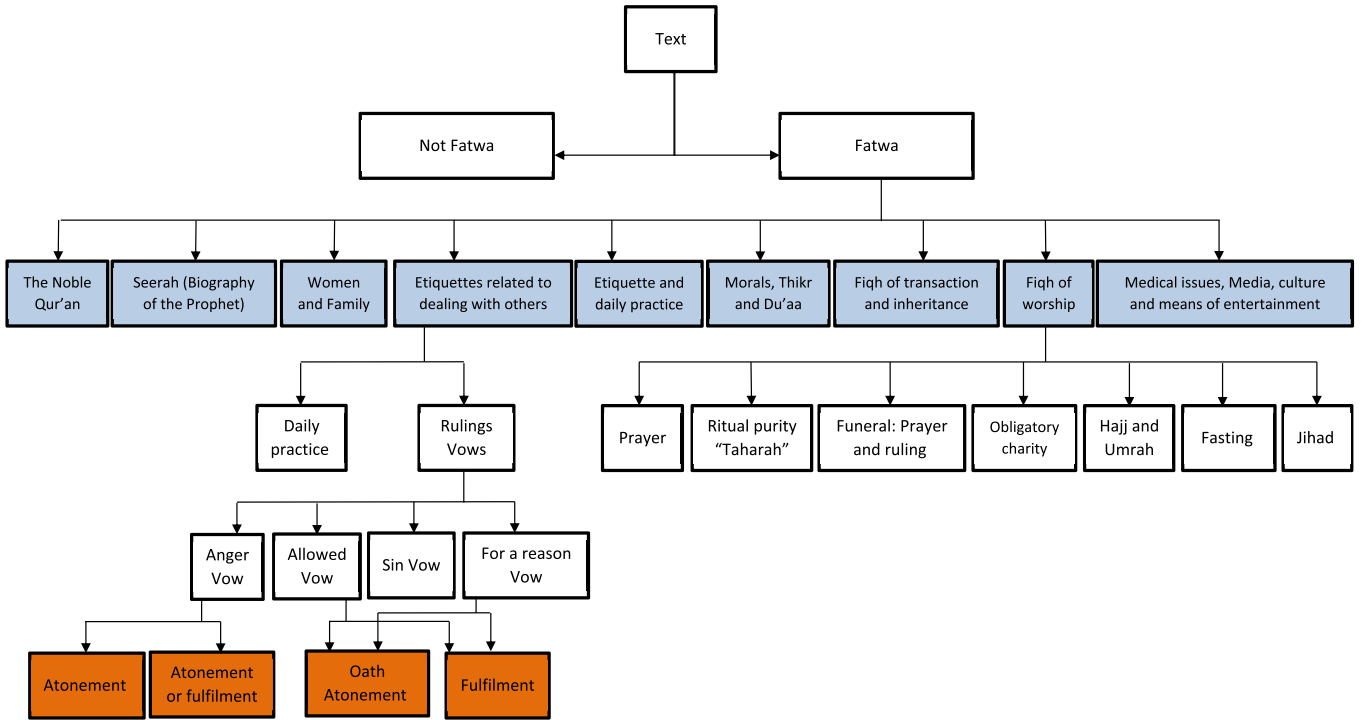 Text
Not Fatwa
Fatwa
The Noble
Qur’an
Seerah (Biography
of the Prophet)
Women
and Family
Etiquettes related to
dealing with others
Etiquette and
daily practice
Morals, Thikr
and Du’aa
Fiqh of transaction
and inheritance
Fiqh of
worship
Medical issues, Media, culture
and means of entertainment
Daily
practice
Rulings
Vows
Prayer
Ritual purity
“Taharah”
Funeral: Prayer
and ruling
Obligatory
charity
Hajj and
Umrah
Fasting
Jihad
Anger
Vow
Allowed
Vow
Sin Vow
For a reason
Vow
Atonement
Atonement
or fulfilment
Oath
Atonement
Fulfilment